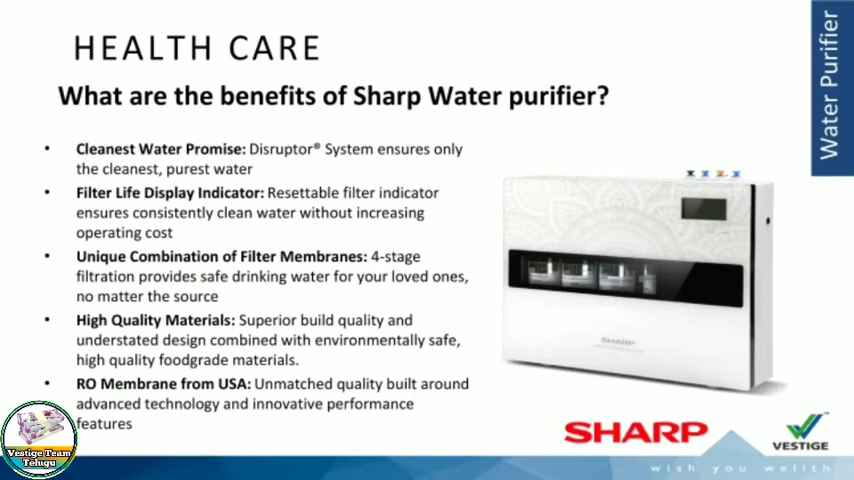 HEALTH CARE
Water Purifier
What are the benefits of Sharp Water purifier?
• Cleanest Water Promise: Disruptor® System ensures only
the cleanest, purest water
• Filter Life Display Indicator: Resettable filter indicator
ensures consistently clean water without increasing
operating cost
• Unique Combination of Filter Membranes: 4-stage
filtration provides safe drinking water for your loved ones,
no matter the source
• High Quality Materials: Superior build quality and
understated design combined with environmentally safe,
high quality foodgrade materials.
• RO Membrane from USA: Unmatched quality built around
advanced technology and innovative performance
features
SHARP
SHARP
VESTIGE™
wish you wellth
Vestige Team
Telugu